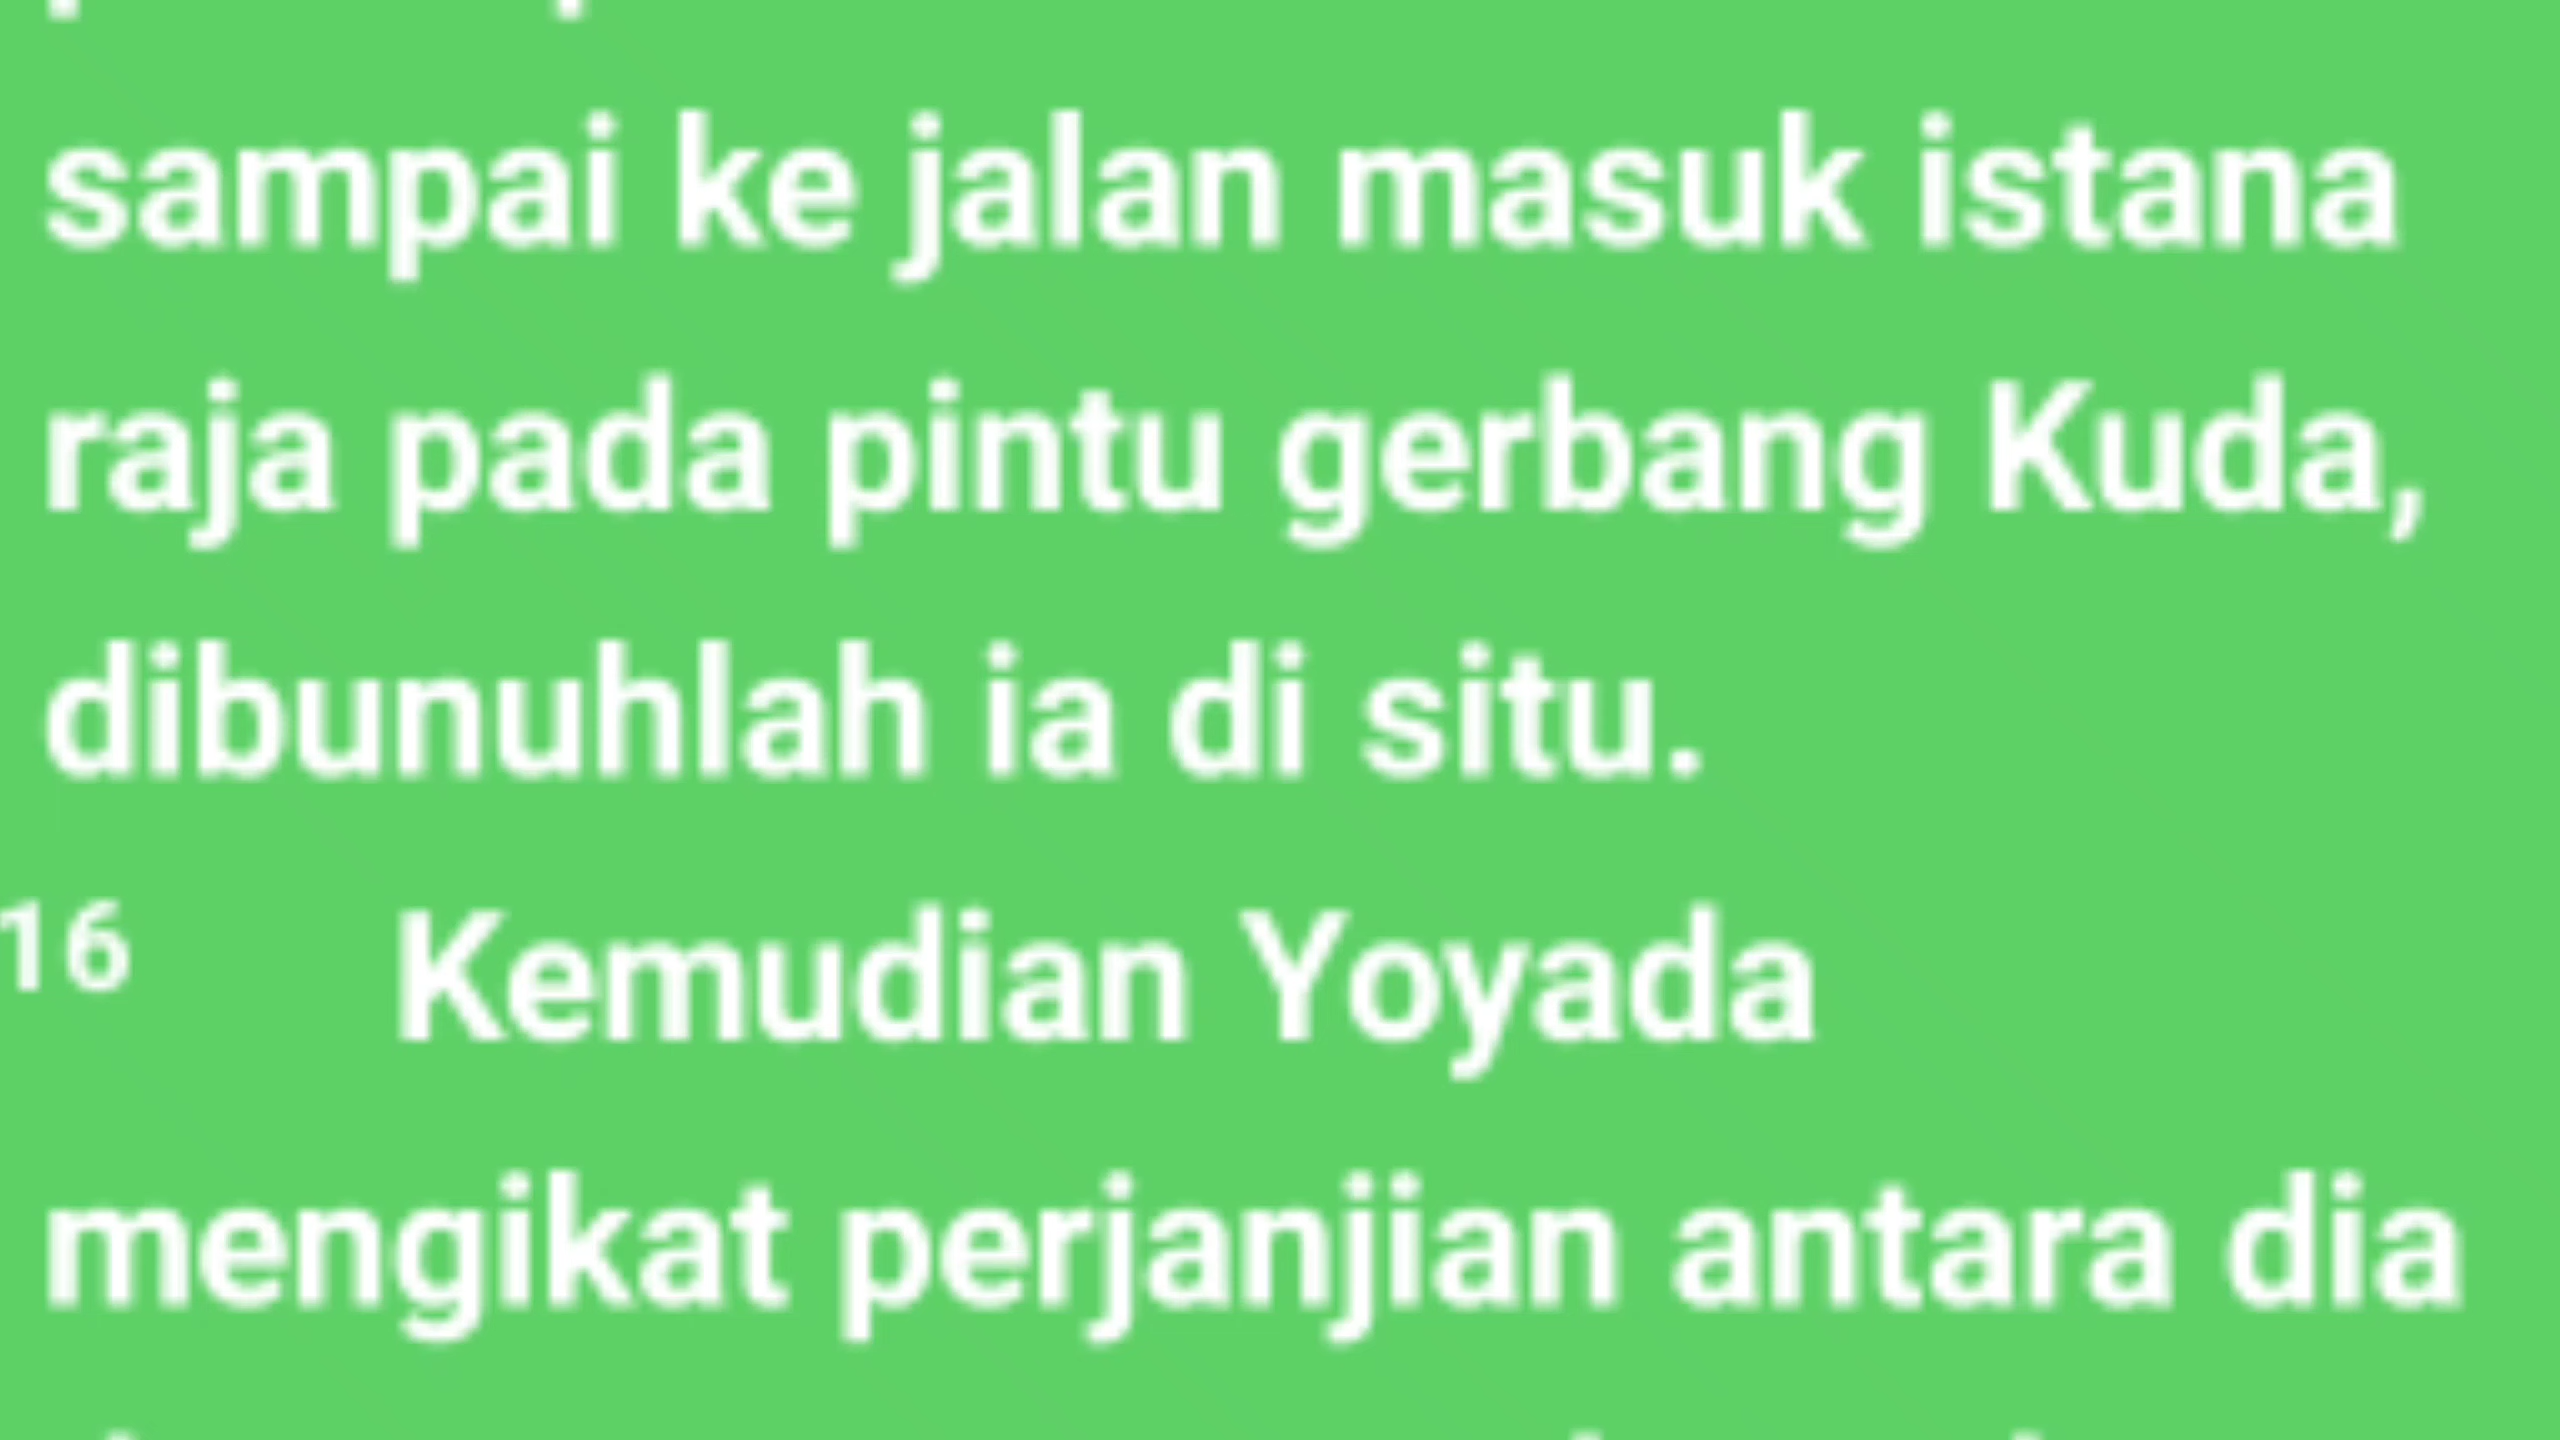 sampai ke jalan masuk istana
raja pada pintu gerbang Kuda,
dibunuhlah ia di situ.
16 Kemudian Yoyada
mengikat perjanjian antara dia